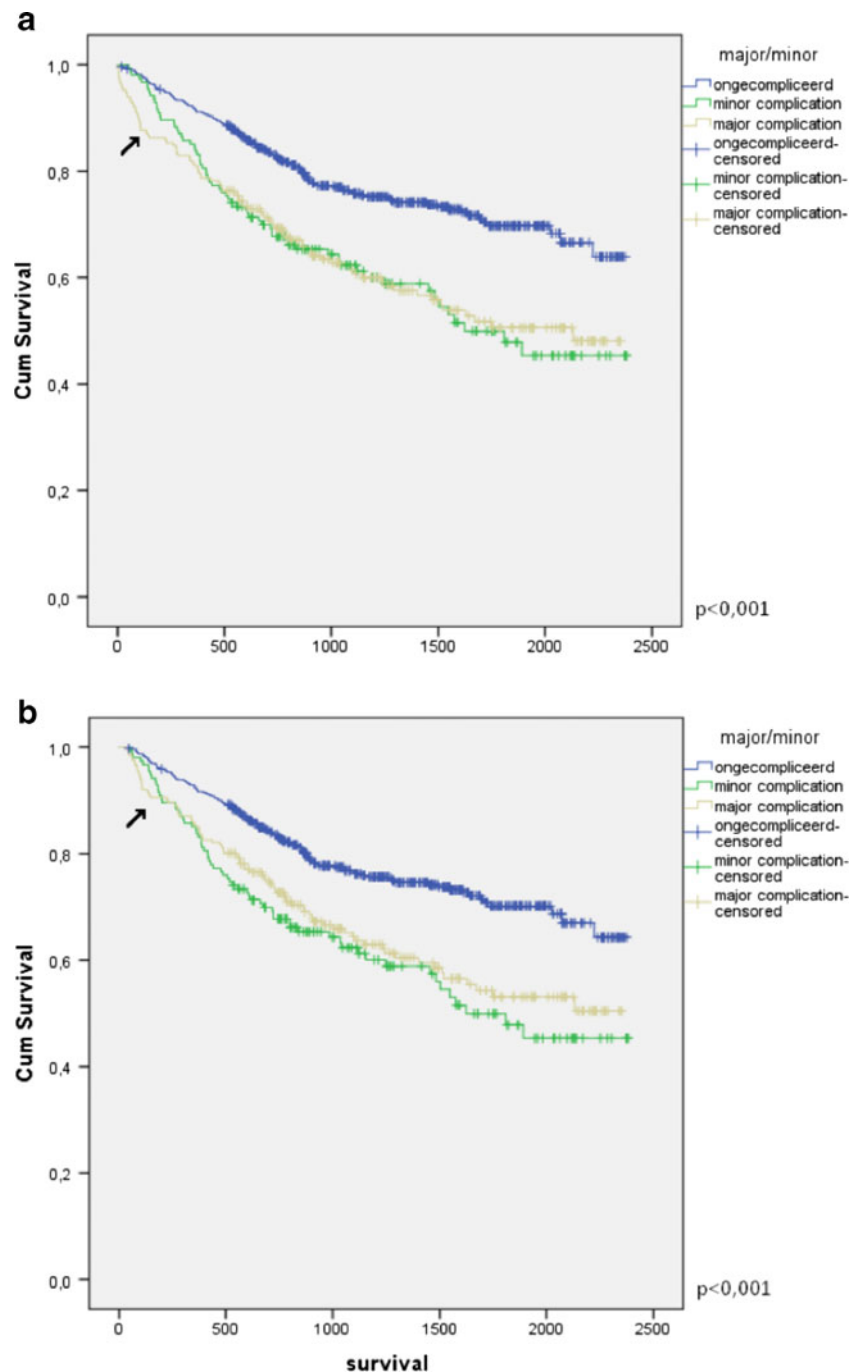 a
major/minor
ongecompliceerd
minor complication
major complication
ongecompliceerd-
censored
minor complication-
censored
major complication-
censored
1,0
0,8
0,6
0,4
0,2
0,0
Cum Survival
0 500 1000 1500 2000 2500
p<0,001
b
major/minor
ongecompliceerd
minor complication
major complication
ongecompliceerd-
censored
minor complication-
censored
major complication-
censored
1,0
0,8
0,6
0,4
0,2
0,0
Cum Survival
0 500 1000 1500 2000 2500
survival
p<0,001